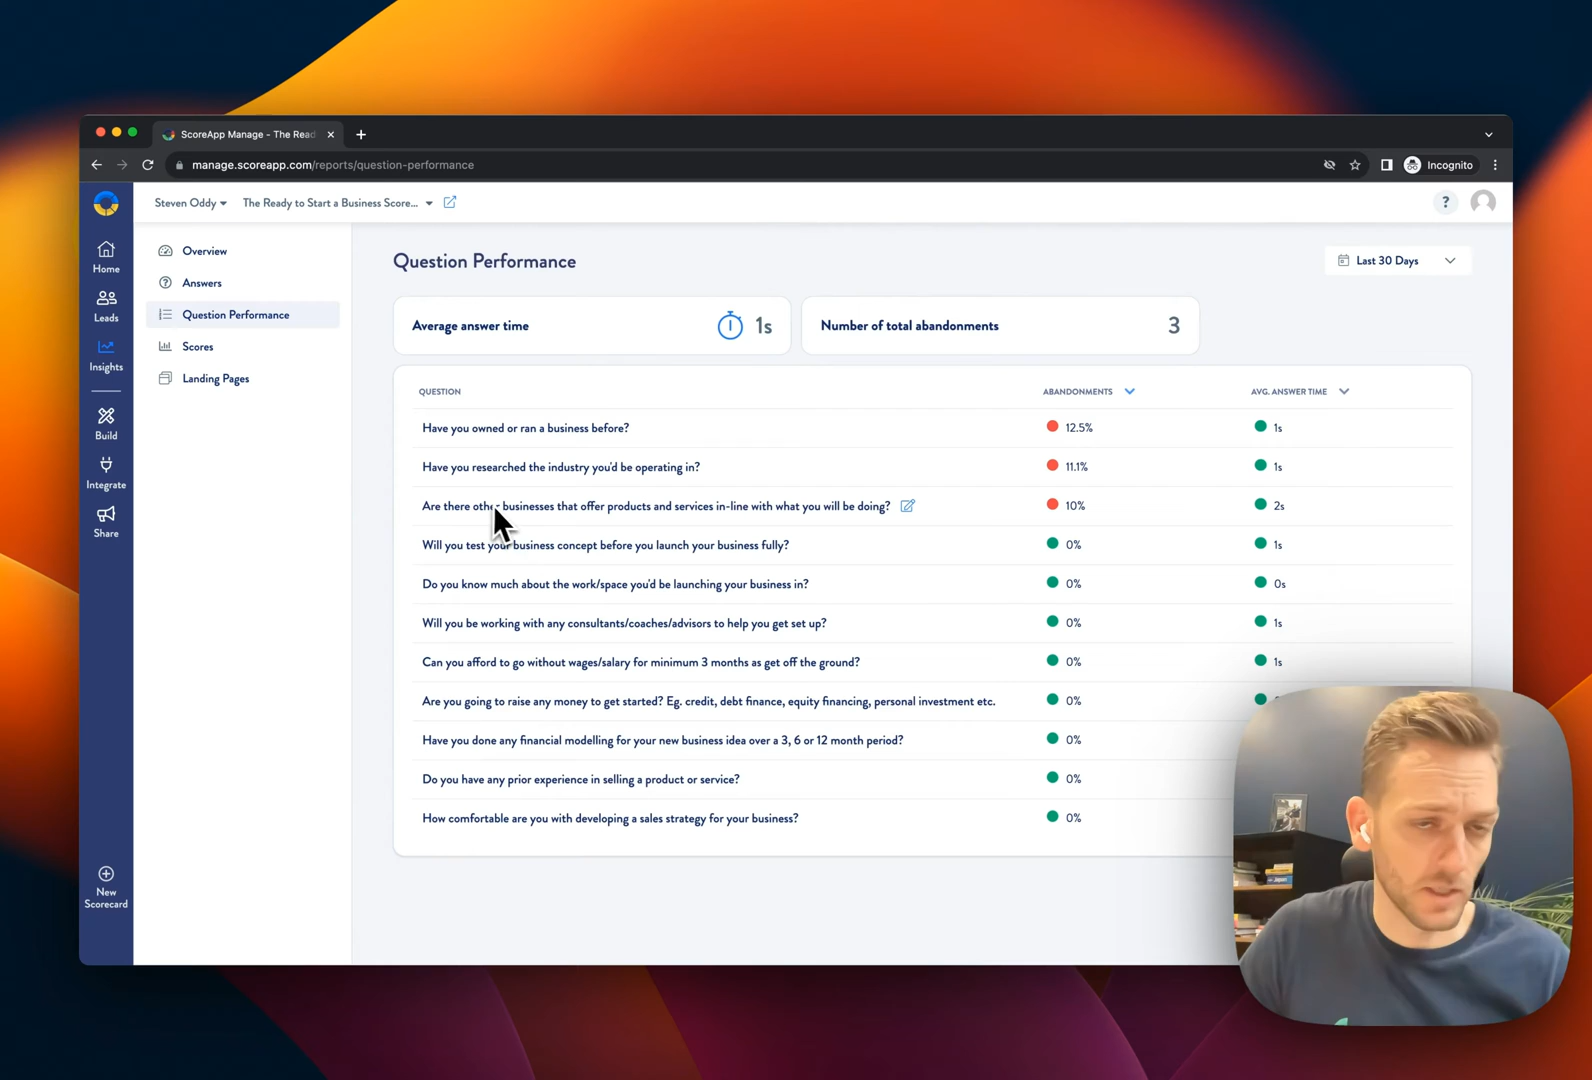 ScoreApp Manage - The Read
manage.scoreapp.com/reports/question-performance
Incognito
Steven Oddy
The Ready to Start a Business Score...
?
Home
Leads
Insights
Build
Integrate
Share
New Scorecard
Overview
Answers
Question Performance
Scores
Landing Pages
Question Performance
Last 30 Days
Average answer time 1s
Number of total abandonments 3
QUESTION ABANDONMENTS AVG. ANSWER TIME
Have you owned or ran a business before? 12.5% 1s
Have you researched the industry you'd be operating in? 11.1% 1s
Are there other businesses that offer products and services in-line with what you will be doing? 10% 2s
Will you test your business concept before you launch your business fully? 0% 1s
Do you know much about the work/space you'd be launching your business in? 0% 0s
Will you be working with any consultants/coaches/advisors to help you get set up? 0% 1s
Can you afford to go without wages/salary for minimum 3 months as get off the ground? 0% 1s
Are you going to raise any money to get started? Eg. credit, debt finance, equity financing, personal investment etc. 0%
Have you done any financial modelling for your new business idea over a 3, 6 or 12 month period? 0%
Do you have any prior experience in selling a product or service? 0%
How comfortable are you with developing a sales strategy for your business? 0%